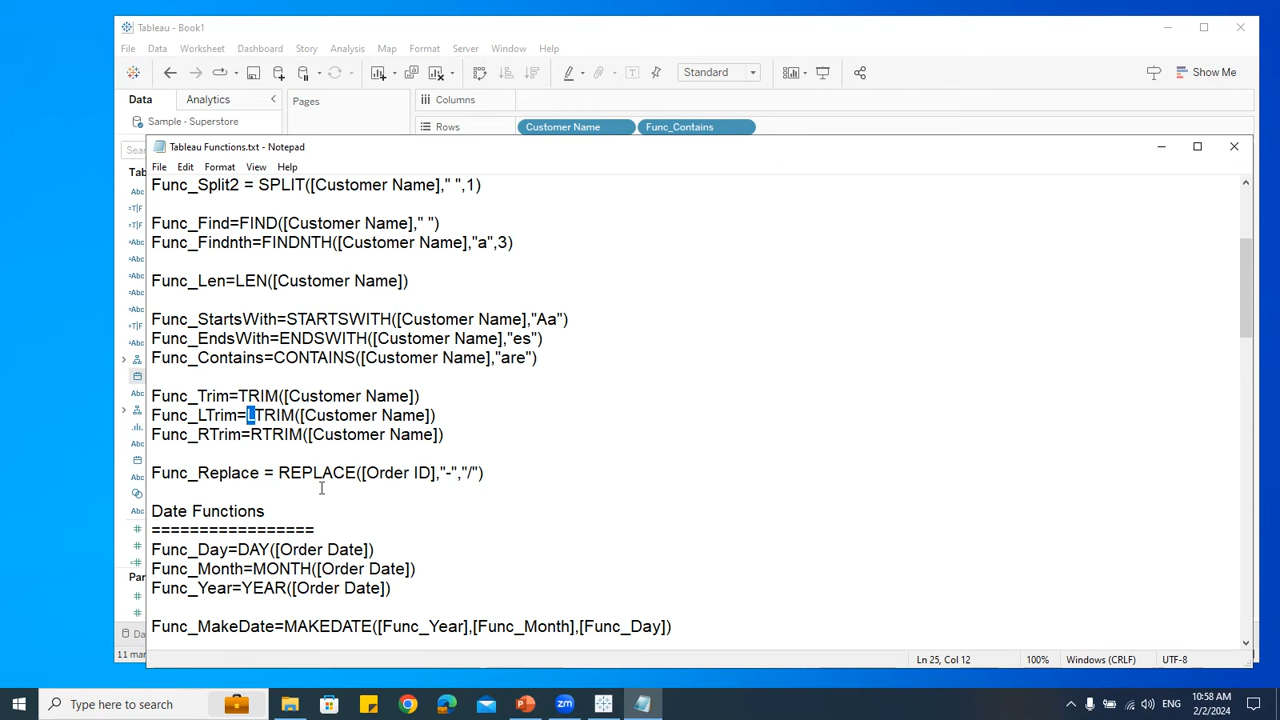 Tableau - Book1
File Data Worksheet Dashboard Story Analysis Map Format Server Window Help
Standard
Show Me
Data Analytics
Pages
Columns
Sample - Superstore
Rows Customer Name Func_Contains
Tableau Functions.txt - Notepad
File Edit Format View Help
Func_Split2 = SPLIT([Customer Name]," ",1)
Func_Find=FIND([Customer Name]," ")
Func_Findnth=FINDNTH([Customer Name],"a",3)
Func_Len=LEN([Customer Name])
Func_StartsWith=STARTSWITH([Customer Name],"Aa")
Func_EndsWith=ENDSWITH([Customer Name],"es")
Func_Contains=CONTAINS([Customer Name],"are")
Func_Trim=TRIM([Customer Name])
Func_LTrim=LTRIM([Customer Name])
Func_RTrim=RTRIM([Customer Name])
Func_Replace = REPLACE([Order ID],"-","/")
Date Functions
=================
Func_Day=DAY([Order Date])
Func_Month=MONTH([Order Date])
Func_Year=YEAR([Order Date])
Func_MakeDate=MAKEDATE([Func_Year],[Func_Month],[Func_Day])
Ln 25, Col 12 100% Windows (CRLF) UTF-8
Type here to search
ENG
10:58 AM
2/2/2024